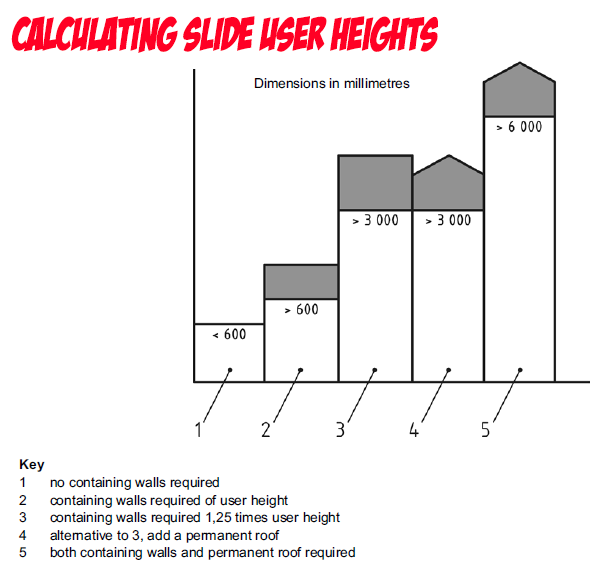 CALCULATING SLIDE USER HEIGHTS
Dimensions in millimetres
> 6 000
> 3 000
> 3 000
> 600
< 600
1 2 3 4 5
Key
1 no containing walls required
2 containing walls required of user height
3 containing walls required 1,25 times user height
4 alternative to 3, add a permanent roof
5 both containing walls and permanent roof required